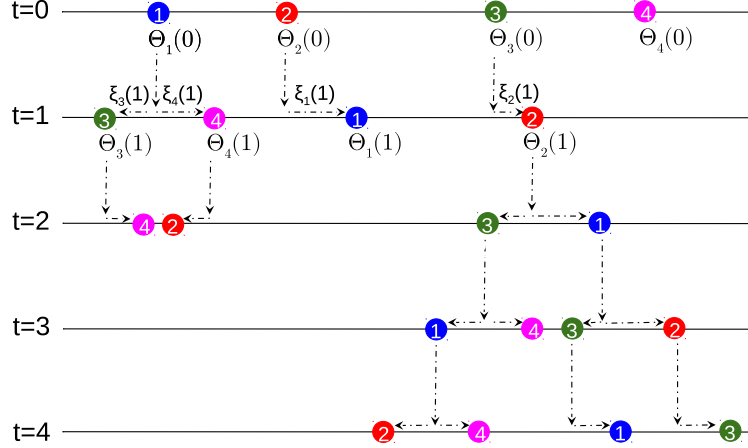 t=0 1 2 3 4
Θ₁(0) Θ₂(0) Θ₃(0) Θ₄(0)
ξ₃(1) ξ₄(1) ξ₁(1) ξ₂(1)
t=1 3 4 1 2
Θ₃(1) Θ₄(1) Θ₁(1) Θ₂(1)
t=2 4 2 3 1
t=3 1 4 3 2
t=4 2 4 1 3